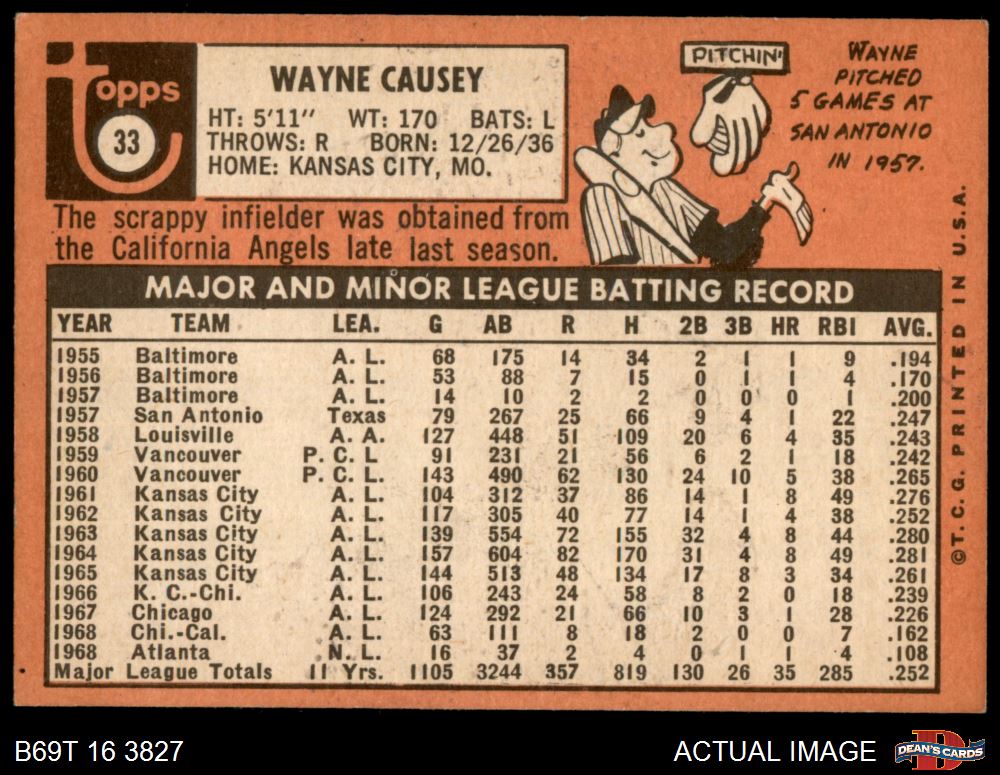 topps
33
WAYNE CAUSEY
HT: 5'11" WT: 170 BATS: L
THROWS: R BORN: 12/26/36
HOME: KANSAS CITY, MO.
PITCHIN'
WAYNE
PITCHED
5 GAMES AT
SAN ANTONIO
IN 1957.
The scrappy infielder was obtained from
the California Angels late last season.
MAJOR AND MINOR LEAGUE BATTING RECORD
YEAR TEAM LEA. G AB R H 2B 3B HR RBI AVG.
1955 Baltimore A. L. 68 175 14 34 2 1 1 9 .194
1956 Baltimore A. L. 53 88 7 15 0 1 1 4 .170
1957 Baltimore A. L. 14 10 2 2 0 0 0 1 .200
1957 San Antonio Texas 79 267 25 66 9 4 1 22 .247
1958 Louisville A. A. 127 448 51 109 20 6 4 35 .243
1959 Vancouver P. C. L 91 231 21 56 6 2 1 18 .242
1960 Vancouver P. C. L. 143 490 62 130 24 10 5 38 .265
1961 Kansas City A. L. 104 312 37 86 14 1 8 49 .276
1962 Kansas City A. L. 117 305 40 77 14 1 4 38 .252
1963 Kansas City A. L. 139 554 72 155 32 4 8 44 .280
1964 Kansas City A. L. 157 604 82 170 31 4 8 49 .281
1965 Kansas City A. L. 144 513 48 134 17 8 3 34 .261
1966 K. C.-Chi. A. L. 106 243 24 58 8 2 0 18 .239
1967 Chicago A. L. 124 292 21 66 10 3 1 28 .226
1968 Chi.-Cal. A. L. 63 111 8 18 2 0 0 7 .162
1968 Atlanta N. L. 16 37 2 4 0 1 1 4 .108
Major League Totals 11 Yrs. 1105 3244 357 819 130 26 35 285 .252
©T. C. G. PRINTED IN U.S.A.
B69T 16 3827
ACTUAL IMAGE
D
DEAN'S CARDS